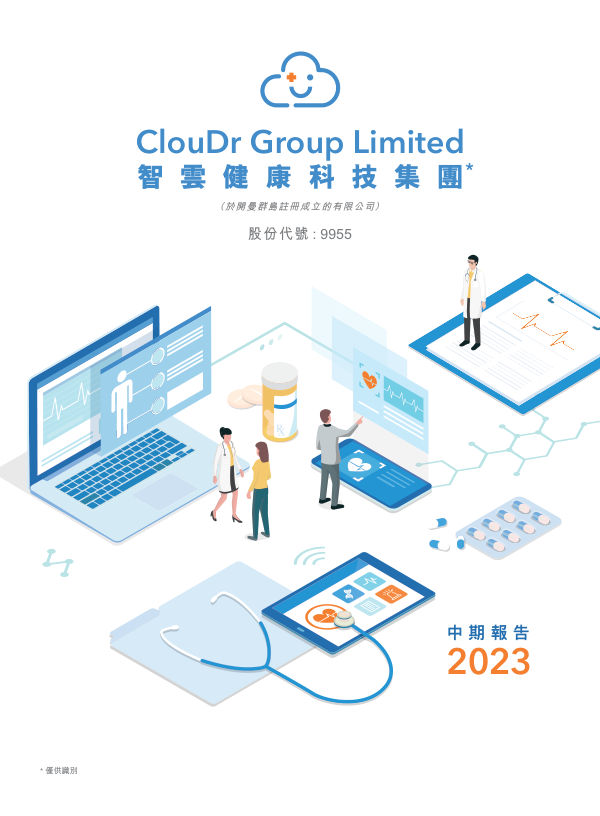 ClouDr Group Limited
智雲健康科技集團*
（於開曼群島註冊成立的有限公司）
股份代號 : 9955
中期報告
2023
* 僅供識別